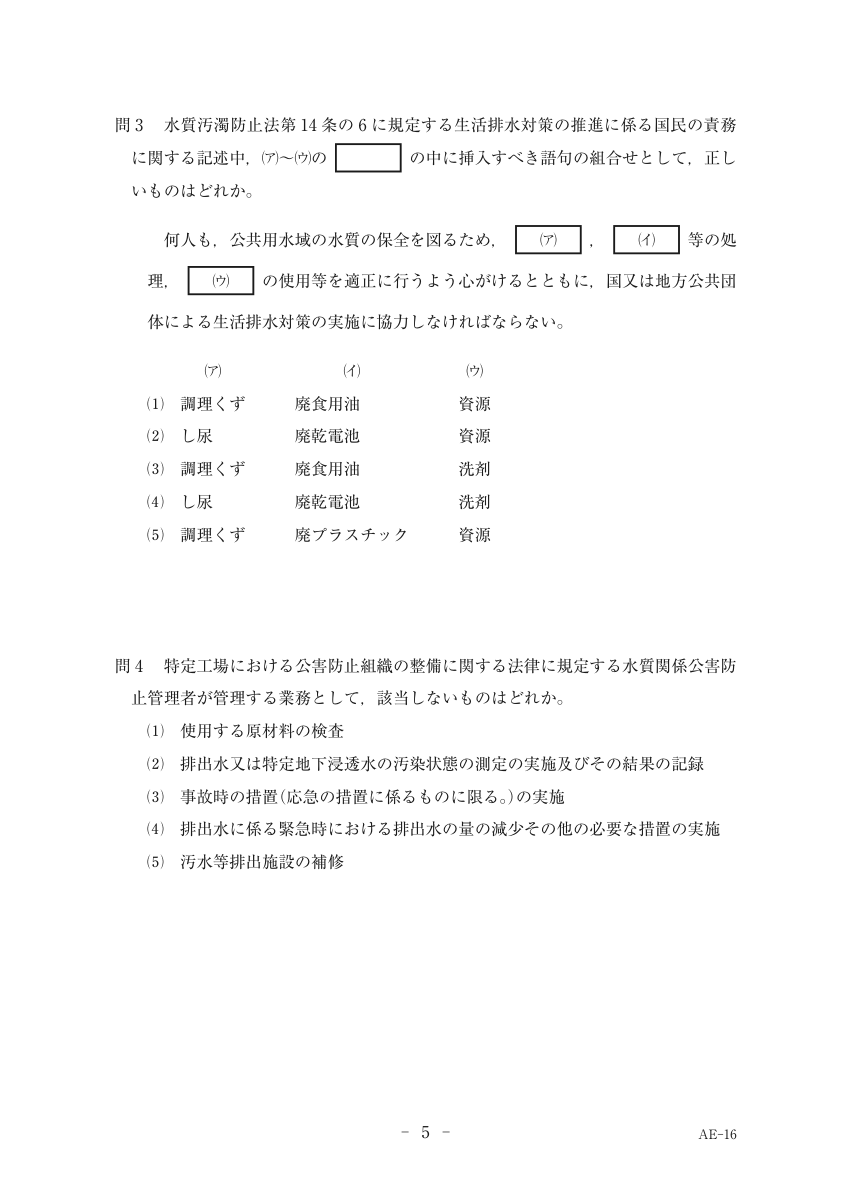 問3　水質汚濁防止法第14条の6に規定する生活排水対策の推進に係る国民の責務
に関する記述中，㋐〜㋒の　　　の中に挿入すべき語句の組合せとして，正し
いものはどれか。
何人も，公共用水域の水質の保全を図るため，(ア)，(イ)等の処
理，(ウ)の使用等を適正に行うよう心がけるとともに，国又は地方公共団
体による生活排水対策の実施に協力しなければならない。
(ア)　(イ)　(ウ)
(1)　調理くず　廃食用油　資源
(2)　し尿　廃乾電池　資源
(3)　調理くず　廃食用油　洗剤
(4)　し尿　廃乾電池　洗剤
(5)　調理くず　廃プラスチック　資源
問4　特定工場における公害防止組織の整備に関する法律に規定する水質関係公害防
止管理者が管理する業務として，該当しないものはどれか。
(1)　使用する原材料の検査
(2)　排出水又は特定地下浸透水の汚染状態の測定の実施及びその結果の記録
(3)　事故時の措置(応急の措置に係るものに限る。)の実施
(4)　排出水に係る緊急時における排出水の量の減少その他の必要な措置の実施
(5)　汚水等排出施設の補修
- 5 -
AE-16